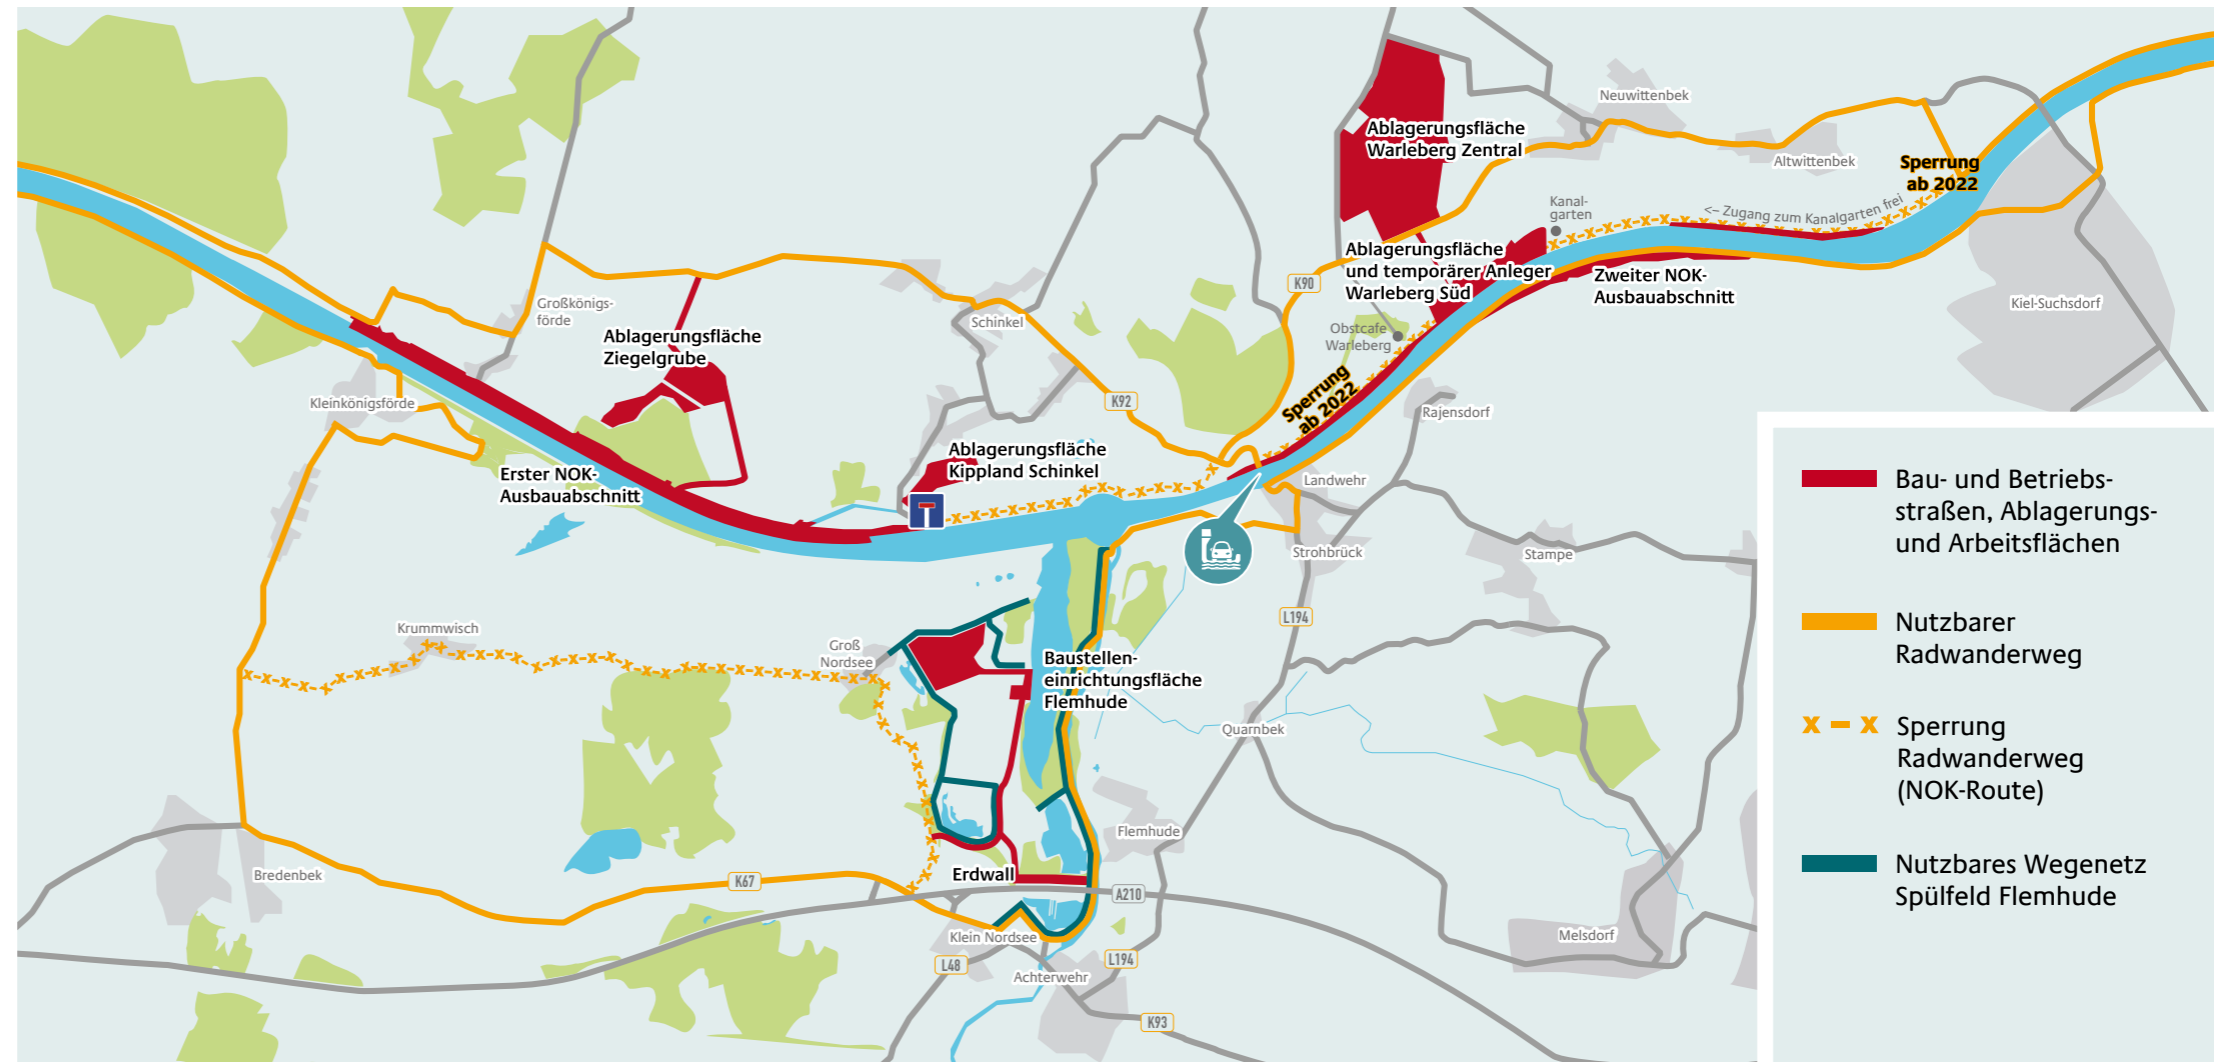 Neuwittenbek
Ablagerungsfläche
Warleberg Zentral
Altwittenbek
Sperrung
ab 2022
Kanal-
garten
<– Zugang zum Kanalgarten frei
Ablagerungsfläche
und temporärer Anleger
Warleberg Süd
K90
Zweiter NOK-
Ausbauabschnitt
Kiel-Suchsdorf
Großkönigs-
förde
Schinkel
Obstcafe
Warleberg
Ablagerungsfläche
Ziegelgrube
Sperrung
ab 2022
Kleinkönigsförde
K92
Rajensdorf
Ablagerungsfläche
Kippland Schinkel
Erster NOK-
Ausbauabschnitt
Landwehr
Strohbrück
Stampe
L194
Krummwisch
Groß
Nordsee
Baustellen-
einrichtungsfläche
Flemhude
Quarnbek
Flemhude
Bredenbek
K67
Erdwall
A210
Klein Nordsee
Melsdorf
L48
L194
Achterwehr
K93
Bau- und Betriebs-
straßen, Ablagerungs-
und Arbeitsflächen
Nutzbarer
Radwanderweg
Sperrung
Radwanderweg
(NOK-Route)
Nutzbares Wegenetz
Spülfeld Flemhude